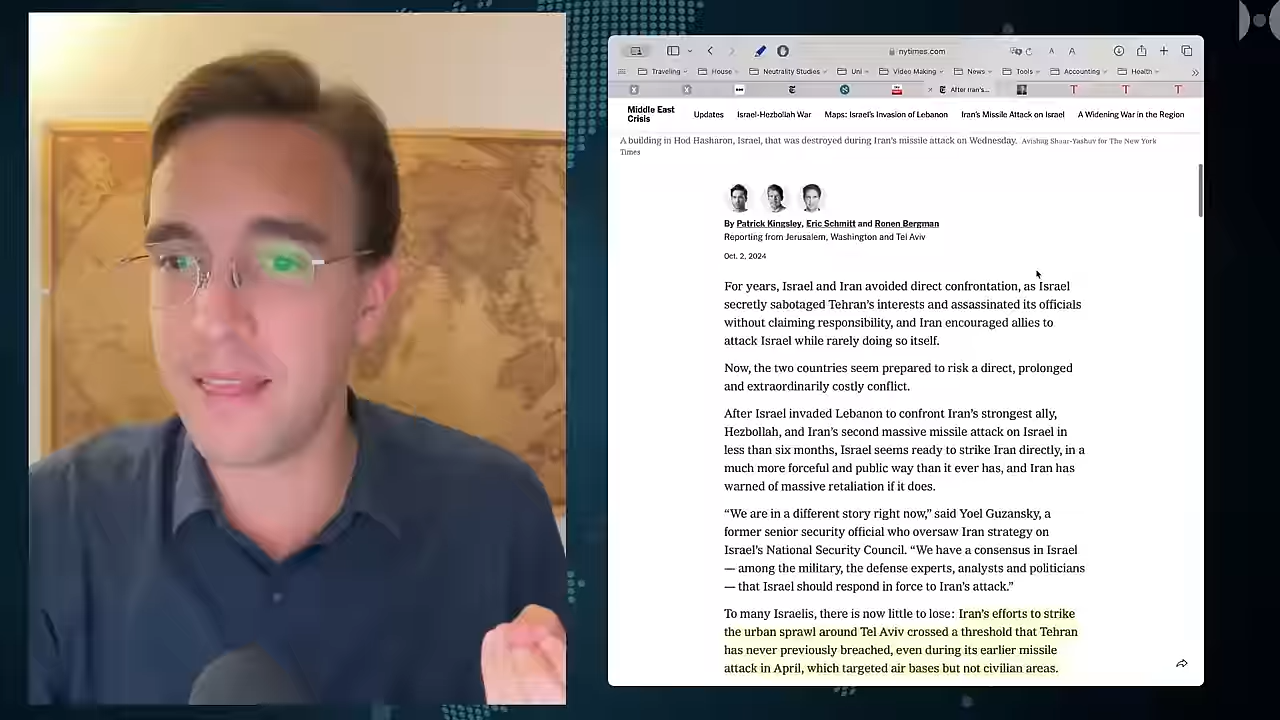 nytimes.com
A A
Traveling House Neutrality Studies Uni Video Making News Tools Accounting Health
After Iran's...
Middle East
Crisis
Updates Israel-Hezbollah War Maps: Israel's Invasion of Lebanon Iran's Missile Attack on Israel A Widening War in the Region
A building in Hod Hasharon, Israel, that was destroyed during Iran's missile attack on Wednesday. Avishag Shaar-Yashuv for The New York
Times
By Patrick Kingsley, Eric Schmitt and Ronen Bergman
Reporting from Jerusalem, Washington and Tel Aviv
Oct. 2, 2024
For years, Israel and Iran avoided direct confrontation, as Israel
secretly sabotaged Tehran's interests and assassinated its officials
without claiming responsibility, and Iran encouraged allies to
attack Israel while rarely doing so itself.
Now, the two countries seem prepared to risk a direct, prolonged
and extraordinarily costly conflict.
After Israel invaded Lebanon to confront Iran's strongest ally,
Hezbollah, and Iran's second massive missile attack on Israel in
less than six months, Israel seems ready to strike Iran directly, in a
much more forceful and public way than it ever has, and Iran has
warned of massive retaliation if it does.
“We are in a different story right now,” said Yoel Guzansky, a
former senior security official who oversaw Iran strategy on
Israel's National Security Council. “We have a consensus in Israel
— among the military, the defense experts, analysts and politicians
— that Israel should respond in force to Iran's attack.”
To many Israelis, there is now little to lose: Iran's efforts to strike
the urban sprawl around Tel Aviv crossed a threshold that Tehran
has never previously breached, even during its earlier missile
attack in April, which targeted air bases but not civilian areas.